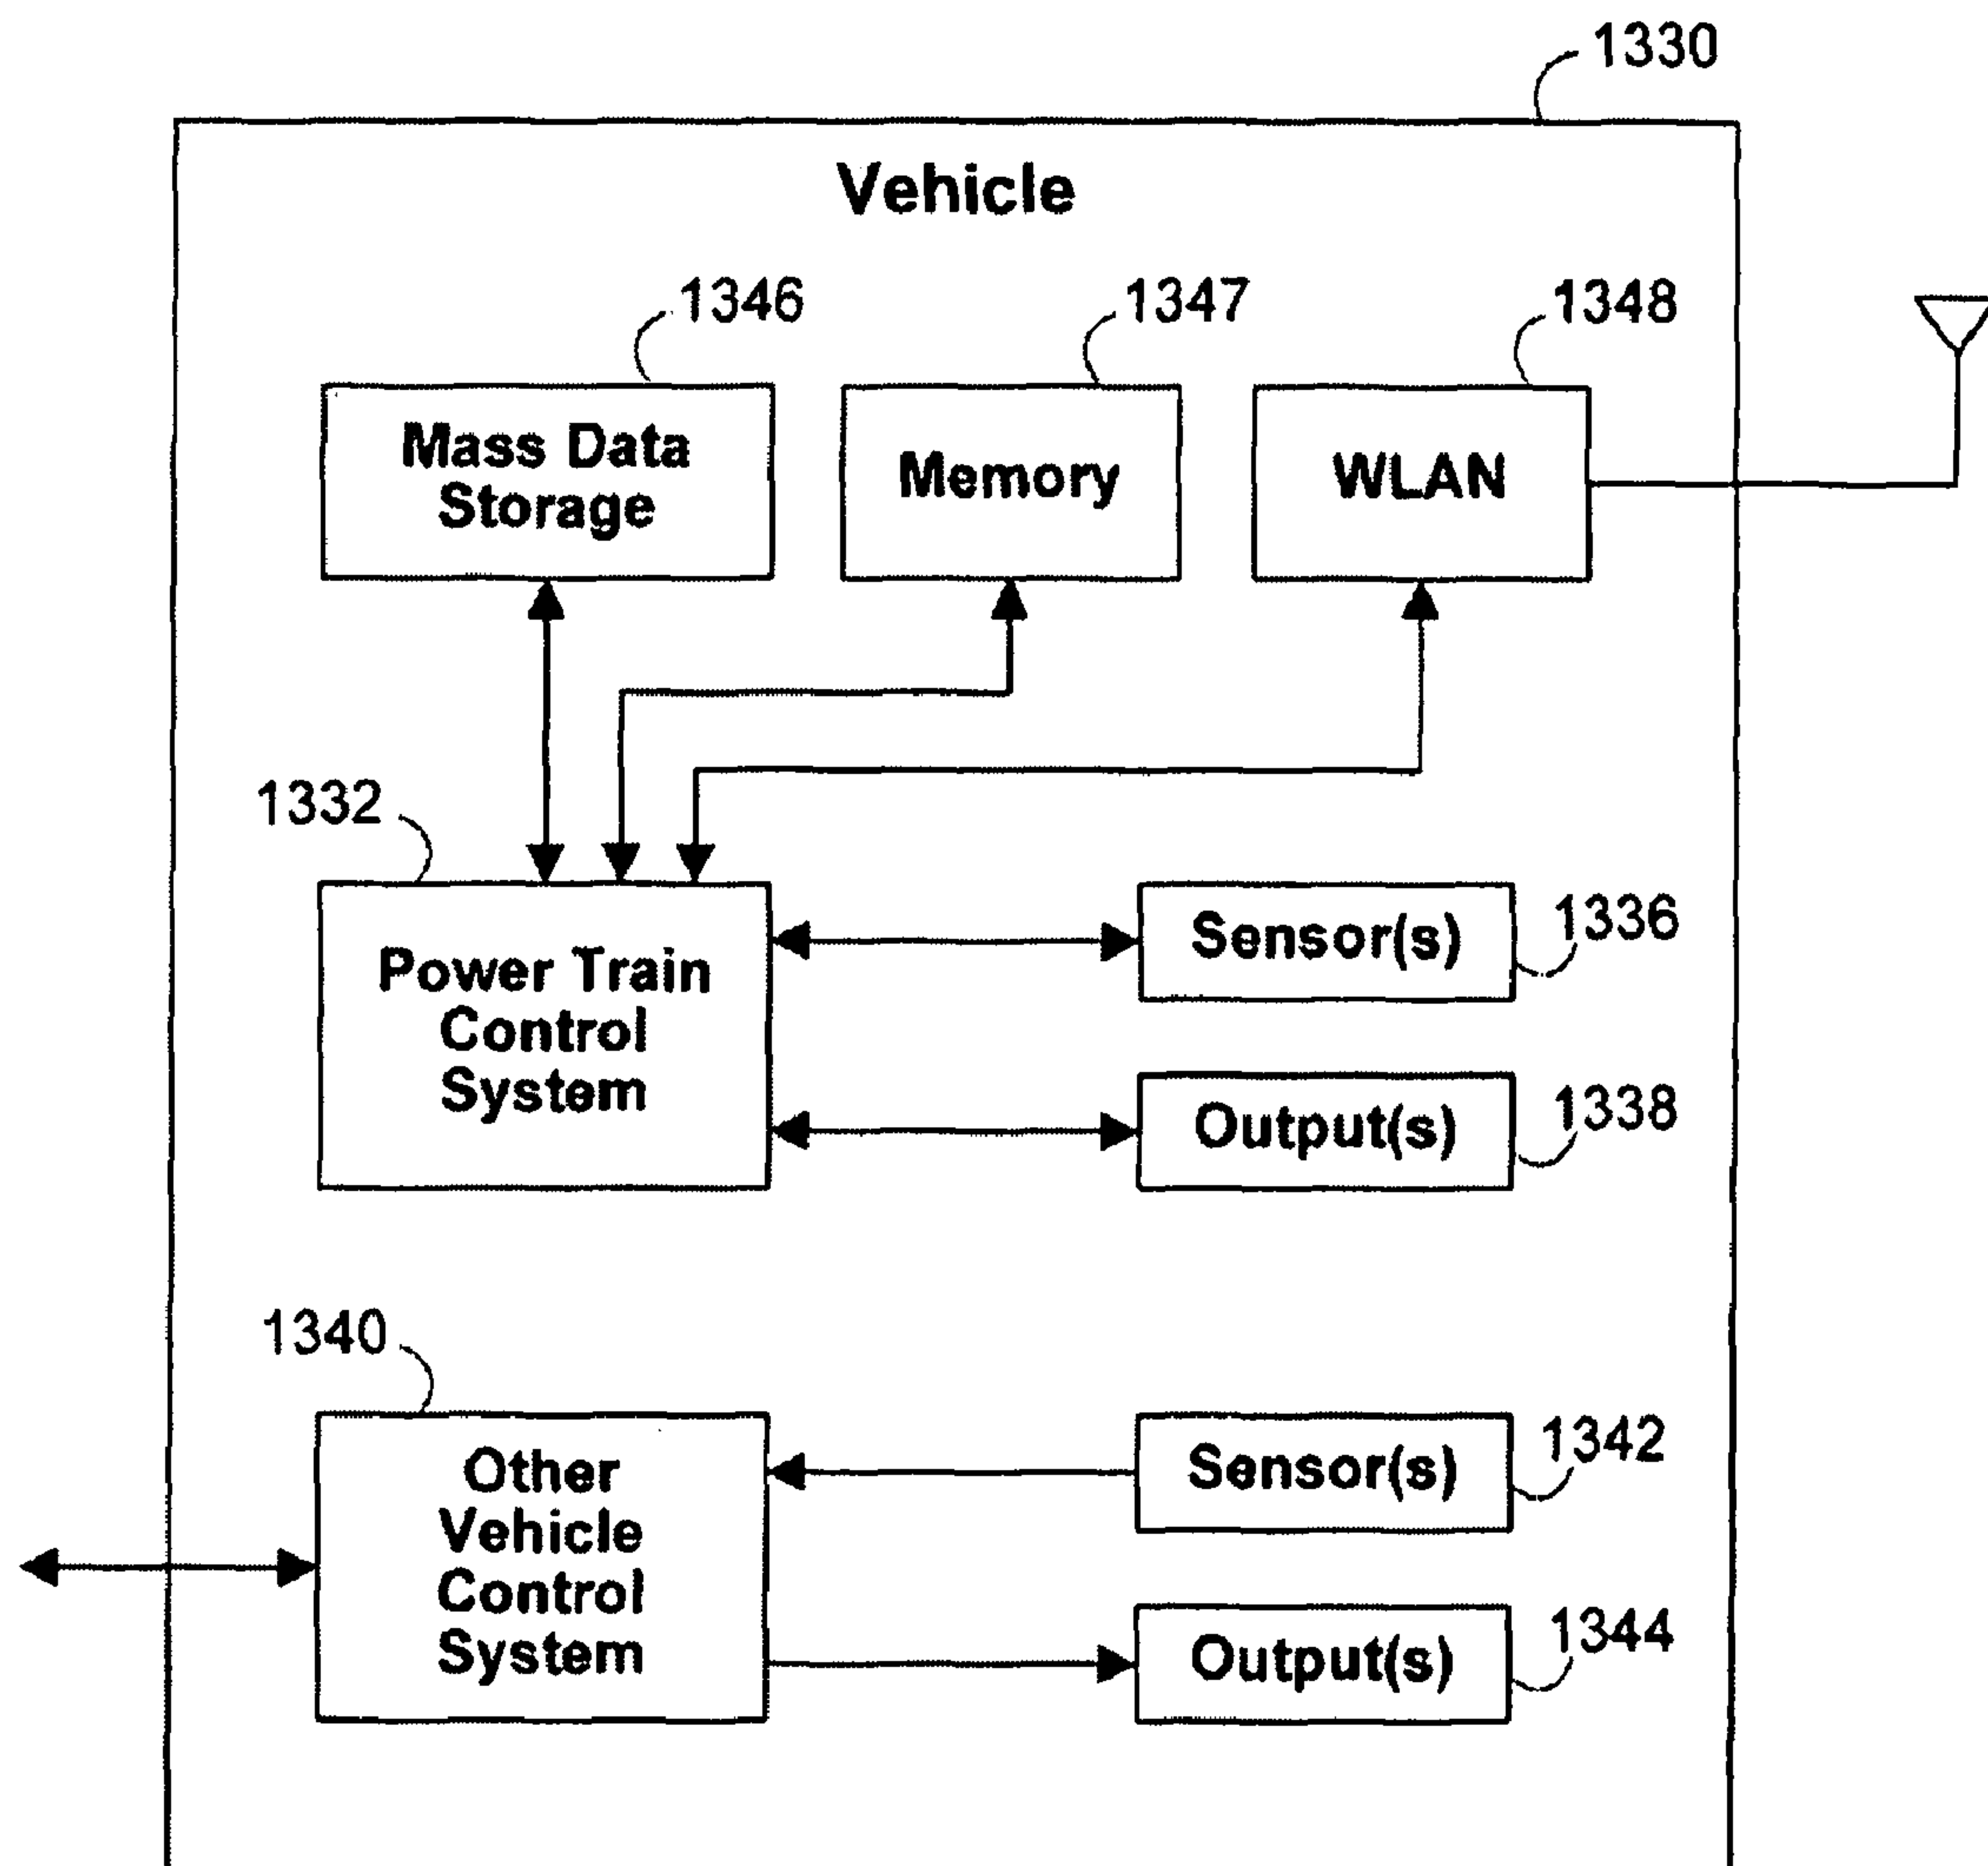 1330
Vehicle
1346
1347
1348
Mass Data
Storage
Memory
WLAN
1332
Power Train
Control
System
Sensor(s)
1336
Output(s)
1338
1340
Other
Vehicle
Control
System
Sensor(s)
1342
Output(s)
1344